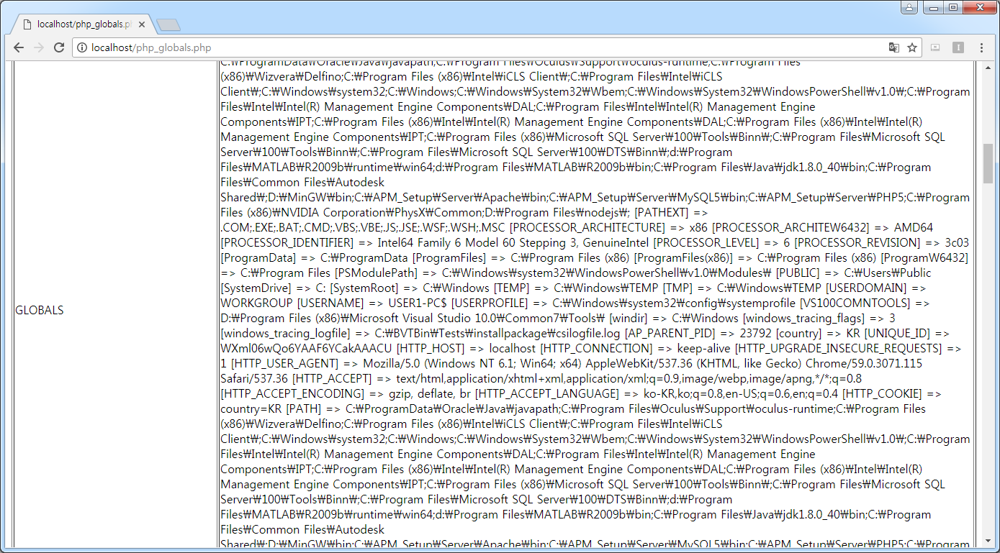 localhost/php_globals.p
localhost/php_globals.php
C:₩ProgramData₩Oracle₩Java₩javapath;C:₩Program Files₩Oculus₩Support₩oculus-runtime;C:₩Program Files
(x86)₩Wizvera₩Delfino;C:₩Program Files (x86)₩Intel₩iCLS Client₩;C:₩Program Files₩Intel₩iCLS
Client₩;C:₩Windows₩system32;C:₩Windows;C:₩Windows₩System32₩Wbem;C:₩Windows₩System32₩WindowsPowerShell₩v1.0₩;C:₩Program
Files₩Intel₩Intel(R) Management Engine Components₩DAL;C:₩Program Files₩Intel₩Intel(R) Management Engine
Components₩IPT;C:₩Program Files (x86)₩Intel₩Intel(R) Management Engine Components₩DAL;C:₩Program Files (x86)₩Intel₩Intel(R)
Management Engine Components₩IPT;C:₩Program Files (x86)₩Microsoft SQL Server₩100₩Tools₩Binn₩;C:₩Program Files₩Microsoft SQL
Server₩100₩Tools₩Binn₩;C:₩Program Files₩Microsoft SQL Server₩100₩DTS₩Binn₩;d:₩Program
Files₩MATLAB₩R2009b₩runtime₩win64;d:₩Program Files₩MATLAB₩R2009b₩bin;C:₩Program Files₩Java₩jdk1.8.0_40₩bin;C:₩Program
Files₩Common Files₩Autodesk
Shared₩;D:₩MinGW₩bin;C:₩APM_Setup₩Server₩Apache₩bin;C:₩APM_Setup₩Server₩MySQL5₩bin;C:₩APM_Setup₩Server₩PHP5;C:₩Program
Files (x86)₩NVIDIA Corporation₩PhysX₩Common;D:₩Program Files₩nodejs₩; [PATHEXT] =>
.COM;.EXE;.BAT;.CMD;.VBS;.VBE;.JS;.JSE;.WSF;.WSH;.MSC [PROCESSOR_ARCHITECTURE] => x86 [PROCESSOR_ARCHITEW6432] => AMD64
[PROCESSOR_IDENTIFIER] => Intel64 Family 6 Model 60 Stepping 3, GenuineIntel [PROCESSOR_LEVEL] => 6 [PROCESSOR_REVISION] => 3c03
[ProgramData] => C:₩ProgramData [ProgramFiles] => C:₩Program Files (x86) [ProgramFiles(x86)] => C:₩Program Files (x86) [ProgramW6432]
=> C:₩Program Files [PSModulePath] => C:₩Windows₩system32₩WindowsPowerShell₩v1.0₩Modules₩ [PUBLIC] => C:₩Users₩Public
[SystemDrive] => C: [SystemRoot] => C:₩Windows [TEMP] => C:₩Windows₩TEMP [TMP] => C:₩Windows₩TEMP [USERDOMAIN] =>
WORKGROUP [USERNAME] => USER1-PC$ [USERPROFILE] => C:₩Windows₩system32₩config₩systemprofile [VS100COMNTOOLS] =>
GLOBALS
D:₩Program Files (x86)₩Microsoft Visual Studio 10.0₩Common7₩Tools₩ [windir] => C:₩Windows [windows_tracing_flags] => 3
[windows_tracing_logfile] => C:₩BVTBin₩Tests₩installpackage₩csilogfile.log [AP_PARENT_PID] => 23792 [country] => KR [UNIQUE_ID] =>
WXml06wQo6YAAF6YCakAAACU [HTTP_HOST] => localhost [HTTP_CONNECTION] => keep-alive [HTTP_UPGRADE_INSECURE_REQUESTS] =>
1 [HTTP_USER_AGENT] => Mozilla/5.0 (Windows NT 6.1; Win64; x64) AppleWebKit/537.36 (KHTML, like Gecko) Chrome/59.0.3071.115
Safari/537.36 [HTTP_ACCEPT] => text/html,application/xhtml+xml,application/xml;q=0.9,image/webp,image/apng,*/*;q=0.8
[HTTP_ACCEPT_ENCODING] => gzip, deflate, br [HTTP_ACCEPT_LANGUAGE] => ko-KR,ko;q=0.8,en-US;q=0.6,en;q=0.4 [HTTP_COOKIE] =>
country=KR [PATH] => C:₩ProgramData₩Oracle₩Java₩javapath;C:₩Program Files₩Oculus₩Support₩oculus-runtime;C:₩Program Files
(x86)₩Wizvera₩Delfino;C:₩Program Files (x86)₩Intel₩iCLS Client₩;C:₩Program Files₩Intel₩iCLS
Client₩;C:₩Windows₩system32;C:₩Windows;C:₩Windows₩System32₩Wbem;C:₩Windows₩System32₩WindowsPowerShell₩v1.0₩;C:₩Program
Files₩Intel₩Intel(R) Management Engine Components₩DAL;C:₩Program Files₩Intel₩Intel(R) Management Engine
Components₩IPT;C:₩Program Files (x86)₩Intel₩Intel(R) Management Engine Components₩DAL;C:₩Program Files (x86)₩Intel₩Intel(R)
Management Engine Components₩IPT;C:₩Program Files (x86)₩Microsoft SQL Server₩100₩Tools₩Binn₩;C:₩Program Files₩Microsoft SQL
Server₩100₩Tools₩Binn₩;C:₩Program Files₩Microsoft SQL Server₩100₩DTS₩Binn₩;d:₩Program
Files₩MATLAB₩R2009b₩runtime₩win64;d:₩Program Files₩MATLAB₩R2009b₩bin;C:₩Program Files₩Java₩jdk1.8.0_40₩bin;C:₩Program
Files₩Common Files₩Autodesk
Shared₩;D:₩MinGW₩bin;C:₩APM_Setup₩Server₩Apache₩bin;C:₩APM_Setup₩Server₩MySQL5₩bin;C:₩APM_Setup₩Server₩PHP5;C:₩Program